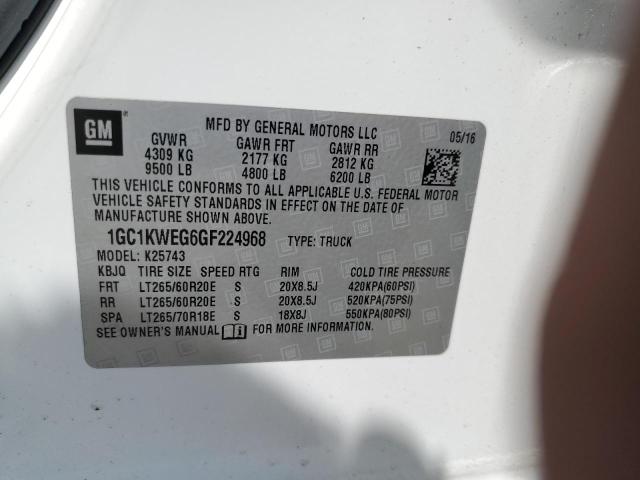 GM
MFD BY GENERAL MOTORS LLC
05/16
GVWR GAWR FRT GAWR RR
4309 KG 2177 KG 2812 KG
9500 LB 4800 LB 6200 LB
THIS VEHICLE CONFORMS TO ALL APPLICABLE U.S. FEDERAL MOTOR
VEHICLE SAFETY STANDARDS IN EFFECT ON THE DATE OF
MANUFACTURE SHOWN ABOVE.
1GC1KWEG6GF224968 TYPE: TRUCK
MODEL: K25743
KBJQ TIRE SIZE SPEED RTG RIM COLD TIRE PRESSURE
FRT LT265/60R20E S 20X8.5J 420KPA(60PSI)
RR LT265/60R20E S 20X8.5J 520KPA(75PSI)
SPA LT265/70R18E S 18X8J 550KPA(80PSI)
SEE OWNER'S MANUAL FOR MORE INFORMATION.